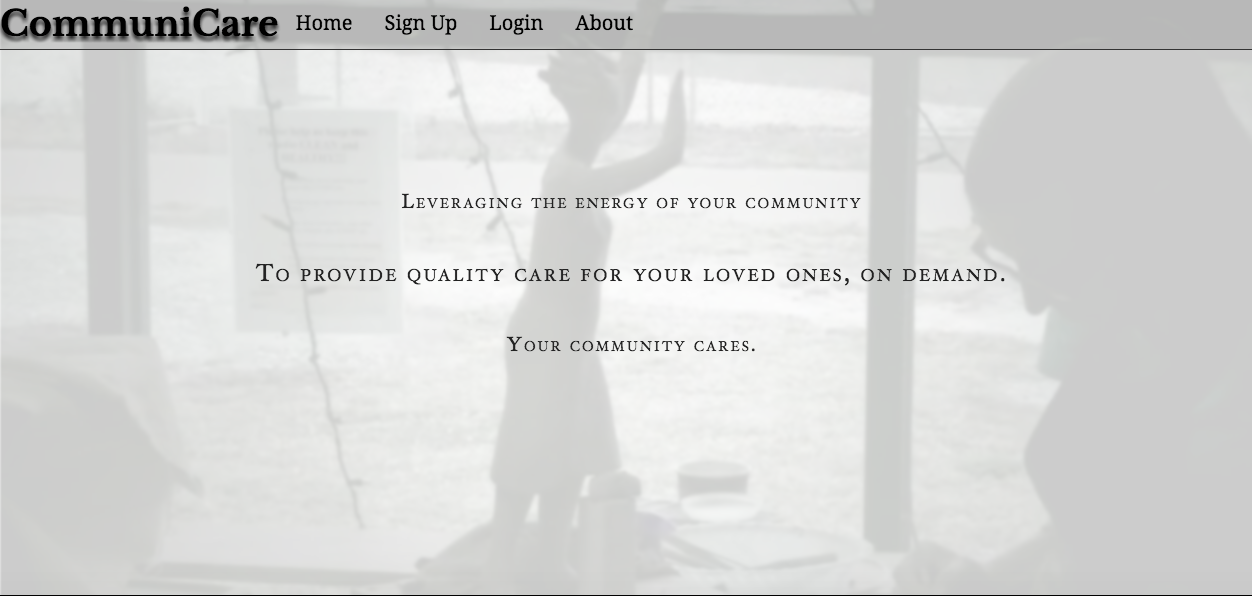 CommuniCare Home Sign Up Login About
Leveraging the energy of your community
To provide quality care for your loved ones, on demand.
Your community cares.